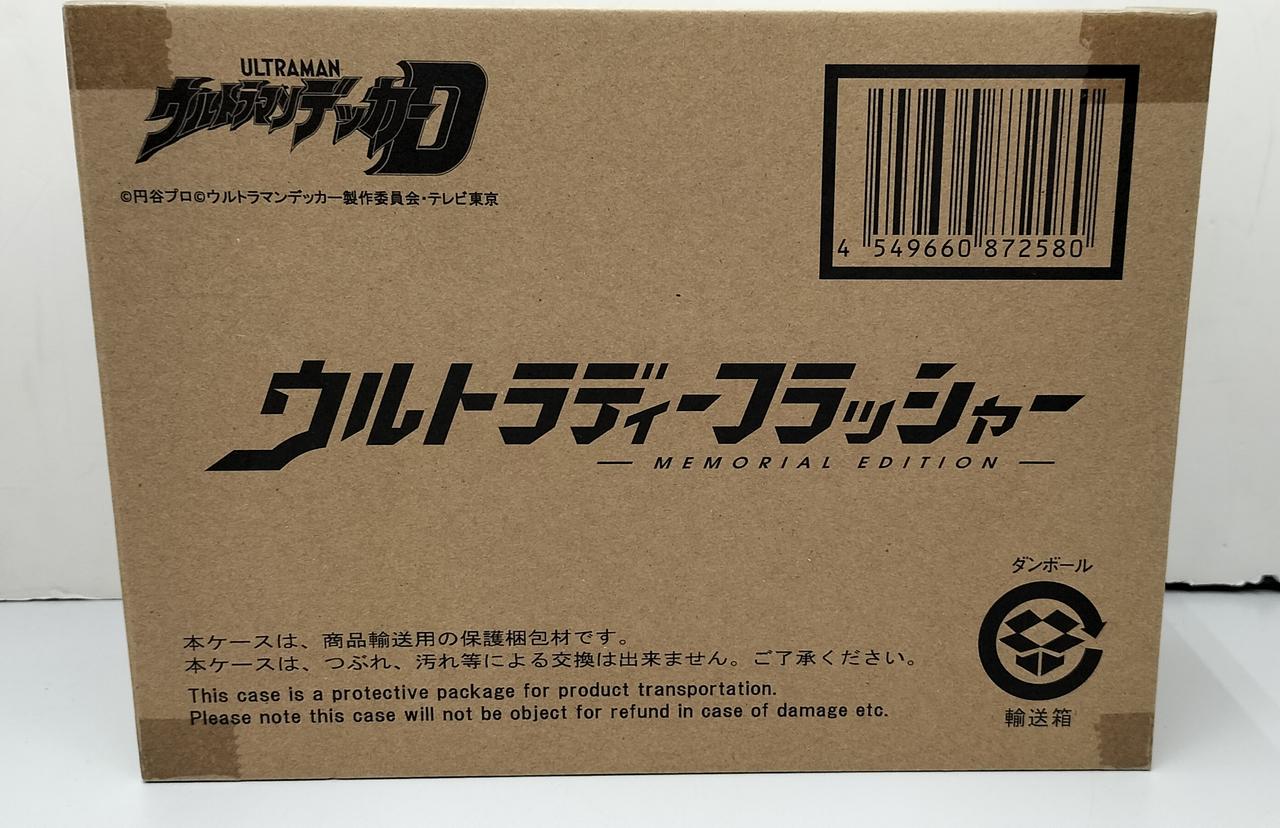 ULTRAMAN
ウルトラマンデッカーD
©円谷プロ©ウルトラマンデッカー製作委員会・テレビ東京
4 549660 872580
ウルトラディーフラッシャー
— MEMORIAL EDITION —
本ケースは、商品輸送用の保護梱包材です。
本ケースは、つぶれ、汚れ等による交換は出来ません。ご了承ください。
This case is a protective package for product transportation.
Please note this case will not be object for refund in case of damage etc.
ダンボール
輸送箱